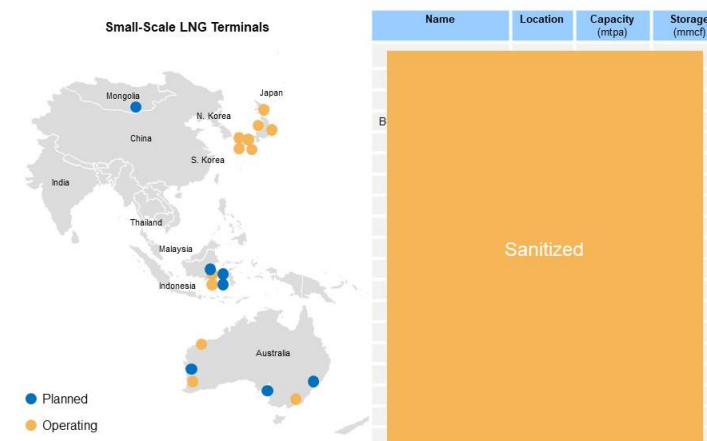 Small-Scale LNG Terminals
Name
Location
Capacity
(mtpa)
Storage
(mmcf)
Mongolia
Japan
N. Korea
China
S. Korea
India
Thailand
Malaysia
Indonesia
Australia
Planned
Operating
B
Sanitized